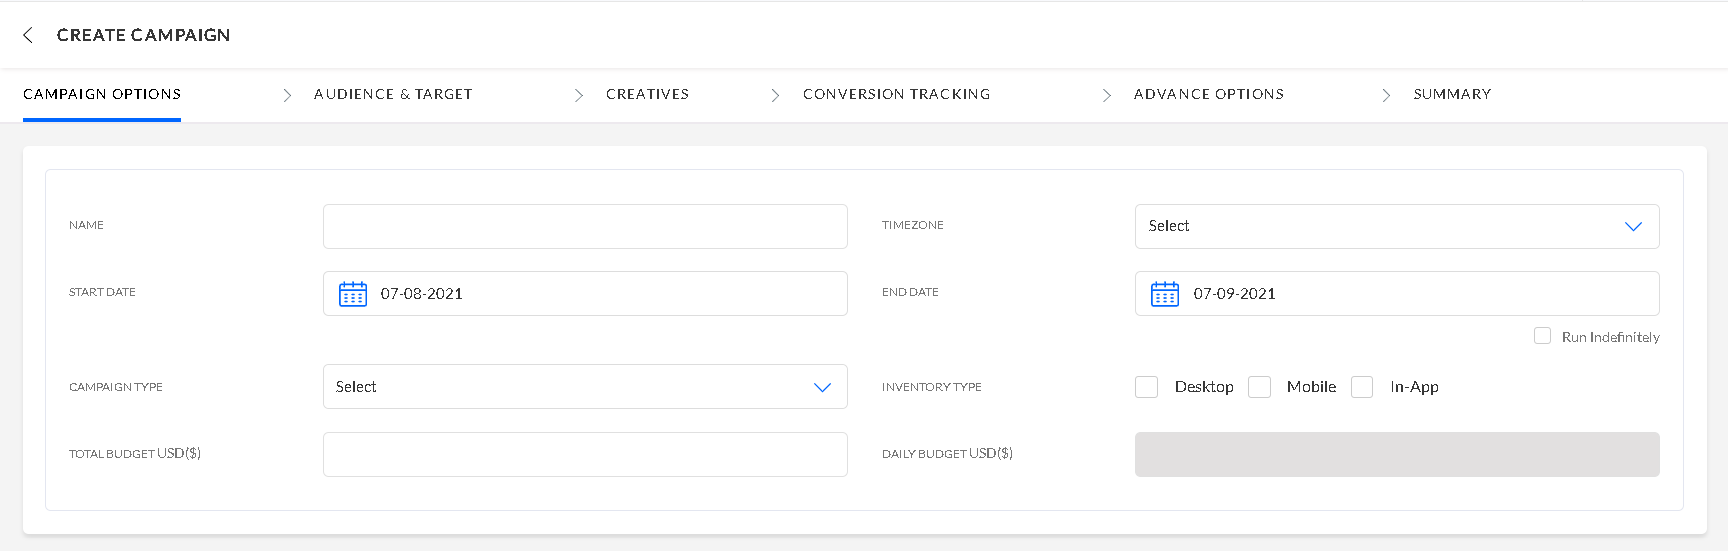 CREATE CAMPAIGN
CAMPAIGN OPTIONS AUDIENCE & TARGET CREATIVES CONVERSION TRACKING ADVANCE OPTIONS SUMMARY
NAME TIMEZONE Select
START DATE 07-08-2021 END DATE 07-09-2021
Run Indefinitely
CAMPAIGN TYPE Select INVENTORY TYPE Desktop Mobile In-App
TOTAL BUDGET USD($) DAILY BUDGET USD($)